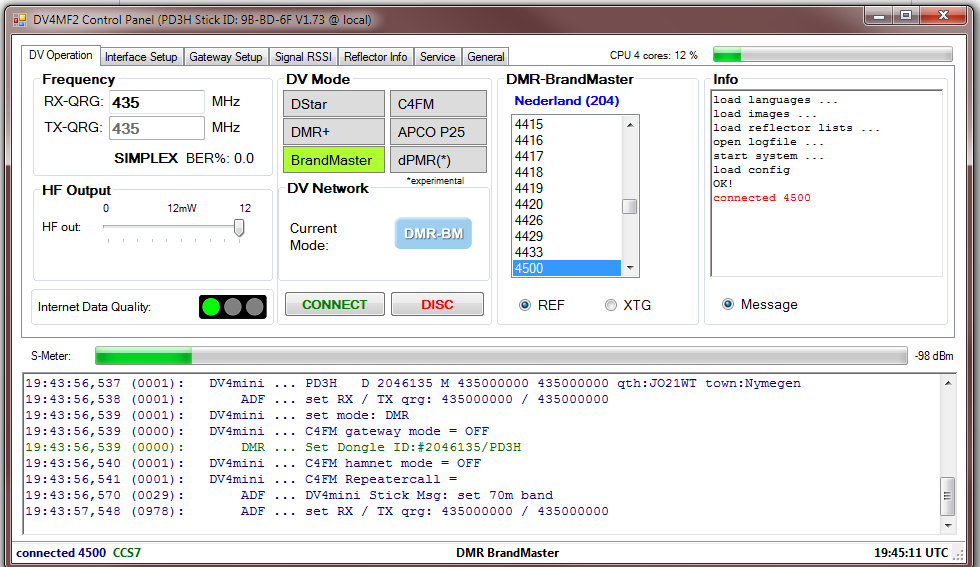 DV4MF2 Control Panel (PD3H Stick ID: 9B-BD-6F V1.73 @ local)
DV Operation Interface Setup Gateway Setup Signal RSSI Reflector Info Service General
CPU 4 cores: 12 %
Frequency
RX-QRG: 435 MHz
TX-QRG: 435 MHz
SIMPLEX BER%: 0.0
HF Output
0 12mW 12
HF out:
Internet Data Quality:
DV Mode
DStar C4FM
DMR+ APCO P25
BrandMaster dPMR(*)
*experimental
DV Network
Current
Mode:
DMR-BM
CONNECT DISC
DMR-BrandMaster
Nederland (204)
4415
4416
4417
4418
4419
4420
4426
4429
4433
4500
REF XTG
Info
load languages ...
load images ...
load reflector lists ...
open logfile ...
start system ...
load config
OK!
connected 4500
Message
S-Meter: -98 dBm
19:43:56,537 (0001): DV4mini ... PD3H D 2046135 M 435000000 435000000 qth:JO21WT town:Nymegen
19:43:56,538 (0001): ADF ... set RX / TX qrg: 435000000 / 435000000
19:43:56,539 (0001): DV4mini ... set mode: DMR
19:43:56,539 (0000): DV4mini ... C4FM gateway mode = OFF
19:43:56,539 (0000): DMR ... Set Dongle ID:#2046135/PD3H
19:43:56,540 (0001): DV4mini ... C4FM hamnet mode = OFF
19:43:56,541 (0001): DV4mini ... C4FM Repeatercall =
19:43:56,570 (0029): ADF ... DV4mini Stick Msg: set 70m band
19:43:57,548 (0978): ADF ... set RX / TX qrg: 435000000 / 435000000
connected 4500 CCS7 DMR BrandMaster 19:45:11 UTC